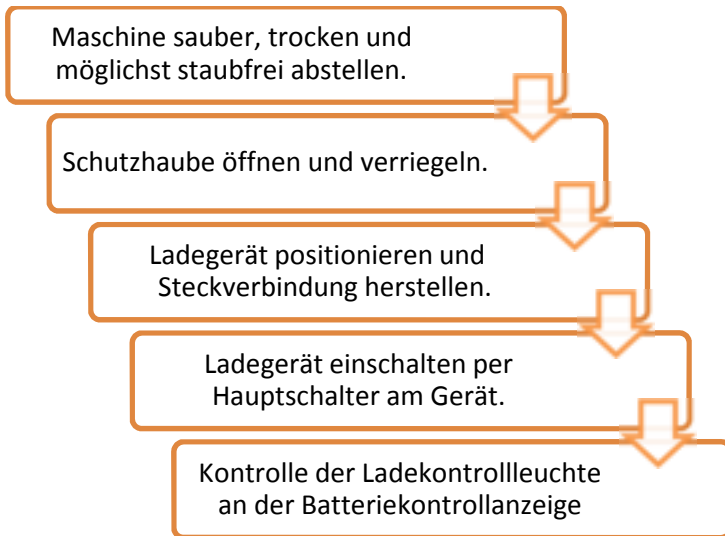 Maschine sauber, trocken und
möglichst staubfrei abstellen.
Schutzhaube öffnen und verriegeln.
Ladegerät positionieren und
Steckverbindung herstellen.
Ladegerät einschalten per
Hauptschalter am Gerät.
Kontrolle der Ladekontrollleuchte
an der Batteriekontrollanzeige